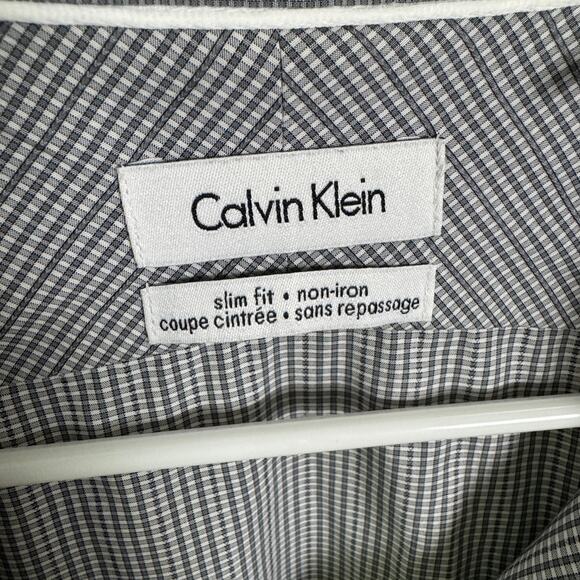 Calvin Klein
slim fit • non-iron
coupe cintrée • sans repassage